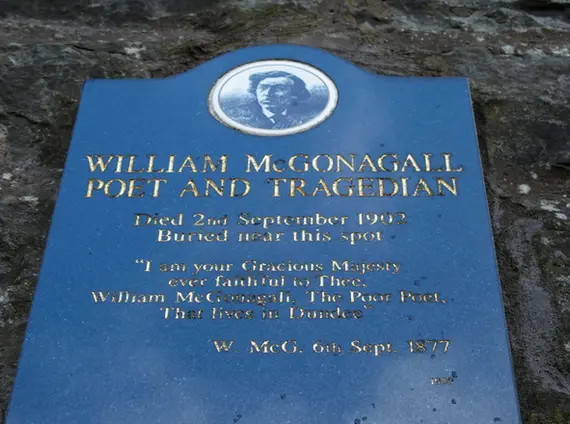 WILLIAM McGONAGALL
POET AND TRAGEDIAN
Died 2nd September 1902
Buried near this spot
"I am your Gracious Majesty
ever faithful to Thee,
William McGonagall, The Poor Poet,
That lives in Dundee"
W. McG. 6th Sept. 1877